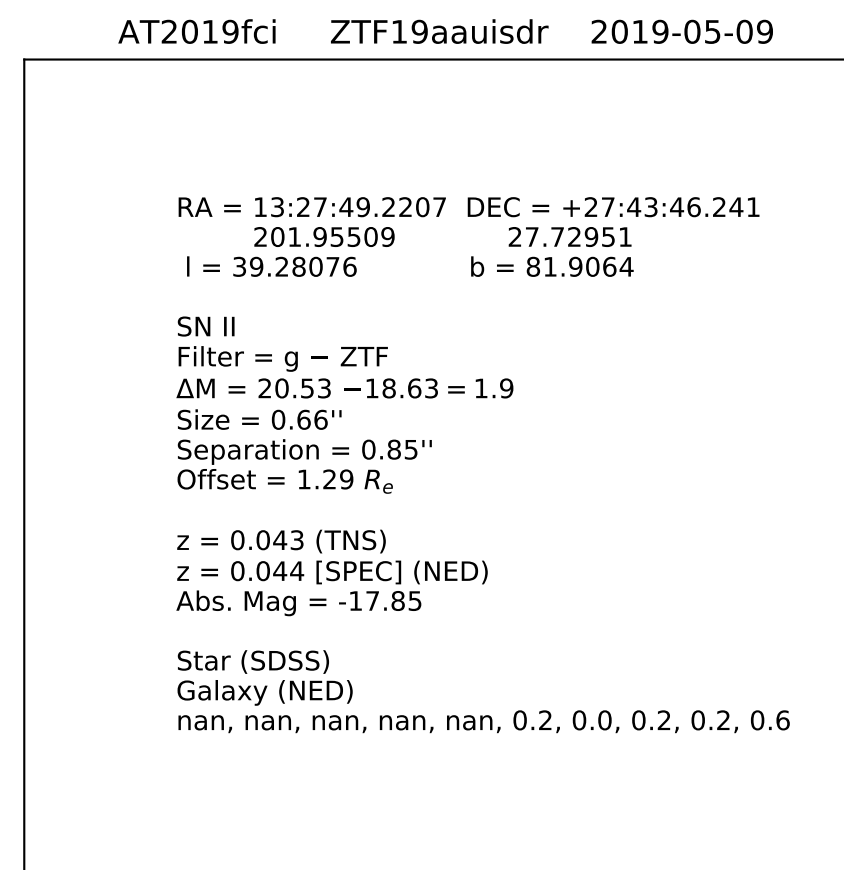 AT2019fci ZTF19aauisdr 2019-05-09
RA = 13:27:49.2207 DEC = +27:43:46.241
201.95509 27.72951
l = 39.28076 b = 81.9064
SN II
Filter = g − ZTF
ΔM = 20.53 −18.63 = 1.9
Size = 0.66''
Separation = 0.85''
Offset = 1.29 Re
z = 0.043 (TNS)
z = 0.044 [SPEC] (NED)
Abs. Mag = -17.85
Star (SDSS)
Galaxy (NED)
nan, nan, nan, nan, nan, 0.2, 0.0, 0.2, 0.2, 0.6